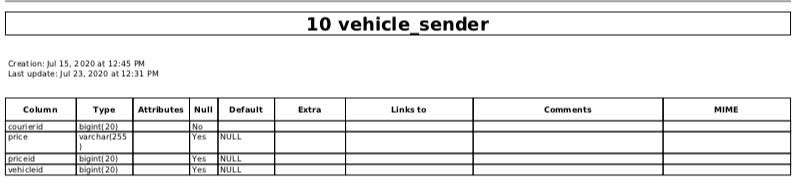 10 vehicle_sender
Creation: Jul 15, 2020 at 12:45 PM
Last update: Jul 23, 2020 at 12:31 PM
Column Type Attributes Null Default Extra Links to Comments MIME
courierid bigint(20) No
price varchar(255 Yes NULL
)
priceid bigint(20) Yes NULL
vehicleid bigint(20) Yes NULL